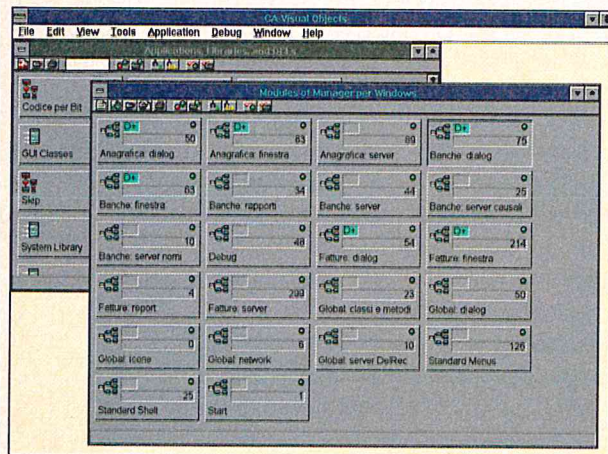 CA Visual Objects
File Edit View Tools Application Debug Window Help
Applications, Libraries, and DLLs
Modules of Manager per Windows
Codice per Bit
GUI Classes
Skip
System Library
D+ 50 Anagrafica: dialog
D+ 63 Anagrafica: finestra
89 Anagrafica: server
D+ 75 Banche: dialog
D+ 63 Banche: finestra
34 Banche: rapporti
44 Banche: server
25 Banche: server causali
10 Banche: server nomi
48 Debug
D+ 54 Fatture: dialog
D+ 214 Fatture: finestra
4 Fatture: report
299 Fatture: server
23 Global: classi e metodi
50 Global: dialog
0 Global: icone
6 Global: network
10 Global: server DelRec
126 Standard Menus
25 Standard Shell
1 Start